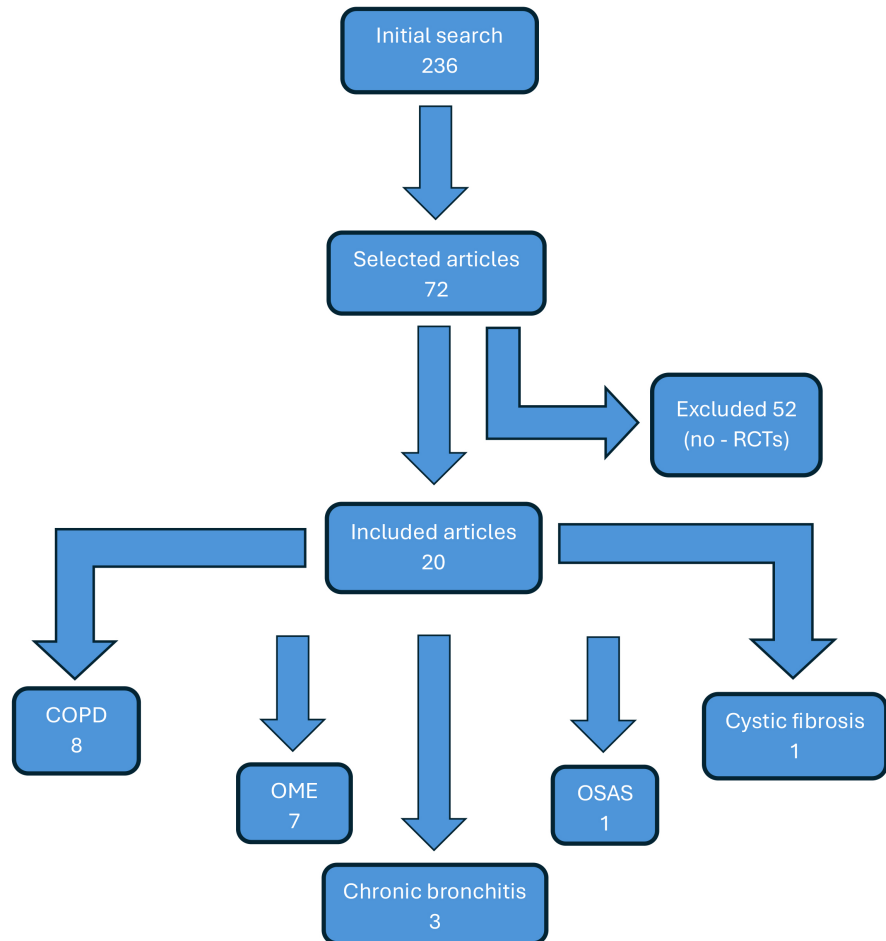 Initial search
236
Selected articles
72
Excluded 52
(no - RCTs)
Included articles
20
COPD
8
OME
7
Chronic bronchitis
3
OSAS
1
Cystic fibrosis
1